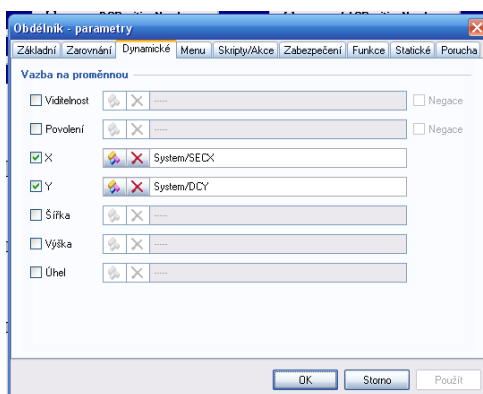 Obdélník - parametry
Základní Zarovnání Dynamické Menu Skripty/Akce Zabezpečení Funkce Statické Porucha
Vazba na proměnnou
Viditelnost ----- Negace
Povolení ----- Negace
X System/SECX
Y System/DCY
Šířka -----
Výška -----
Úhel -----
OK Storno Použít